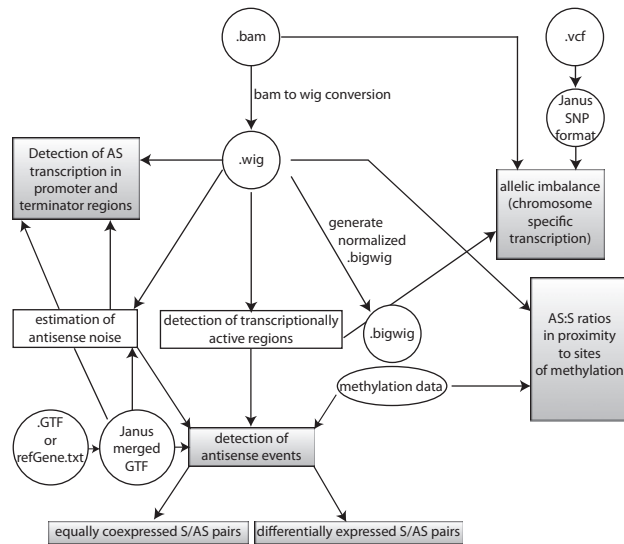 .bam
.vcf
bam to wig conversion
Janus
SNP
format
Detection of AS
transcription in
promoter and
terminator regions
.wig
allelic imbalance
(chromosome
specific
transcription)
generate
normalized
.bigwig
estimation of
antisense noise
detection of transcriptionally
active regions
.bigwig
AS:S ratios
in proximity
to sites
of methylation
methylation data
.GTF
or
refGene.txt
Janus
merged
GTF
detection of
antisense events
equally coexpressed S/AS pairs
differentially expressed S/AS pairs